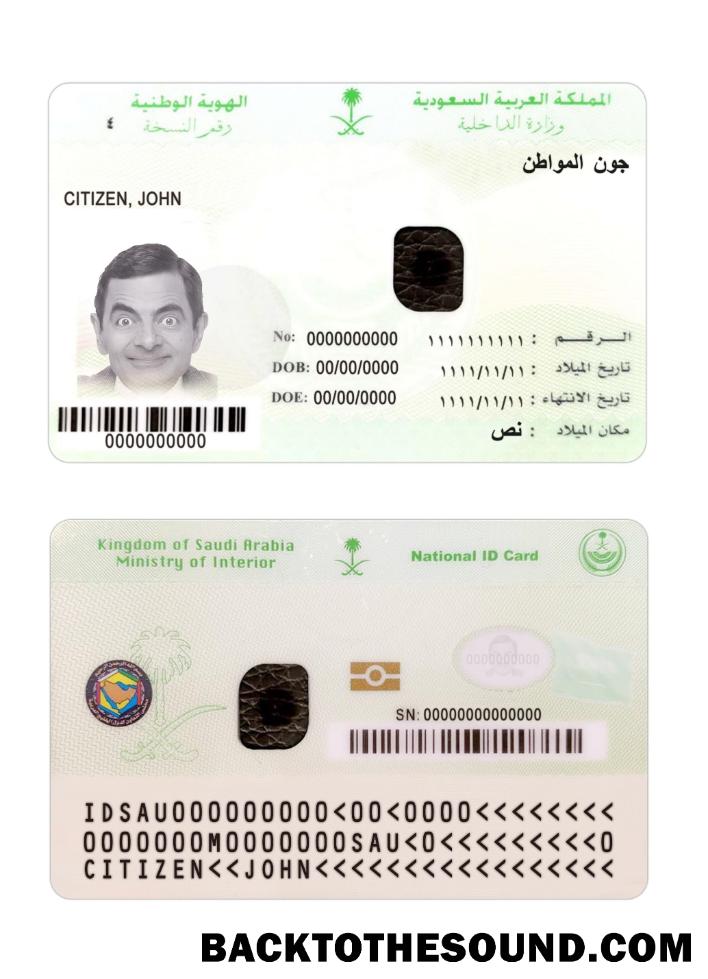 المملكة العربية السعودية
وزارة الداخلية
الهوية الوطنية
رقم النسخة ٤
جون المواطن
CITIZEN, JOHN
No: 0000000000
الرقم : ١١١١١١١١١١
DOB: 00/00/0000
تاريخ الميلاد : ١١١١/١١/١١
DOE: 00/00/0000
تاريخ الانتهاء : ١١١١/١١/١١
مكان الميلاد : نص
0000000000
Kingdom of Saudi Arabia
Ministry of Interior
National ID Card
0000000000
SN: 00000000000000
IDSAU000000000<00<0000<<<<<<<<
0000000M0000000SAU<0<<<<<<<<<0
CITIZEN<<JOHN<<<<<<<<<<<<<<<<<
BACKTOTHESOUND.COM